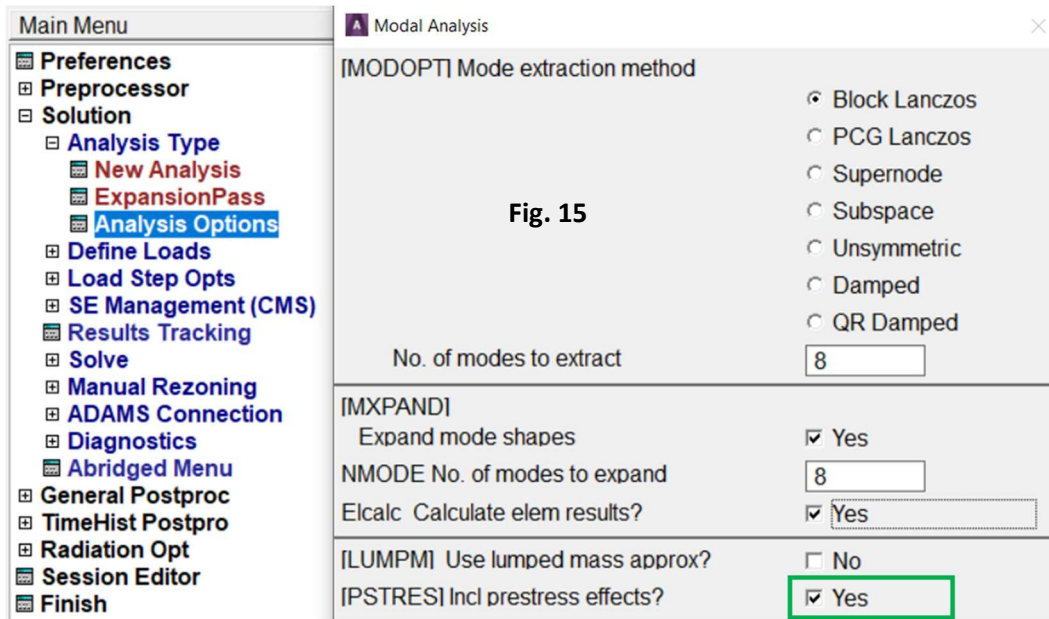 Main Menu
Preferences
Preprocessor
Solution
Analysis Type
New Analysis
ExpansionPass
Analysis Options
Define Loads
Load Step Opts
SE Management (CMS)
Results Tracking
Solve
Manual Rezoning
ADAMS Connection
Diagnostics
Abridged Menu
General Postproc
TimeHist Postpro
Radiation Opt
Session Editor
Finish
Modal Analysis
[MODOPT] Mode extraction method
Block Lanczos
PCG Lanczos
Supernode
Subspace
Unsymmetric
Damped
QR Damped
Fig. 15
No. of modes to extract 8
[MXPAND]
Expand mode shapes Yes
NMODE No. of modes to expand 8
Elcalc Calculate elem results? Yes
[LUMPM] Use lumped mass approx? No
[PSTRES] Incl prestress effects? Yes